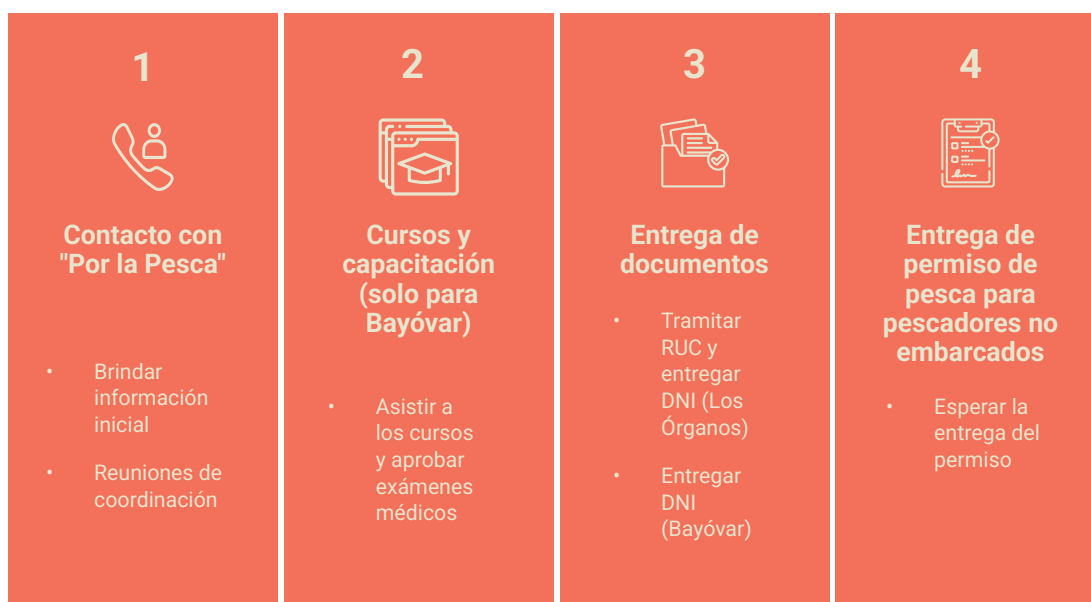 1
Contacto con
"Por la Pesca"
• Brindar
información
inicial
• Reuniones de
coordinación
2
Cursos y
capacitación
(solo para
Bayóvar)
• Asistir a
los cursos
y aprobar
exámenes
médicos
3
Entrega de
documentos
• Tramitar
RUC y
entregar
DNI (Los
Órganos)
• Entregar
DNI
(Bayóvar)
4
Entrega de
permiso de
pesca para
pescadores no
embarcados
• Esperar la
entrega del
permiso